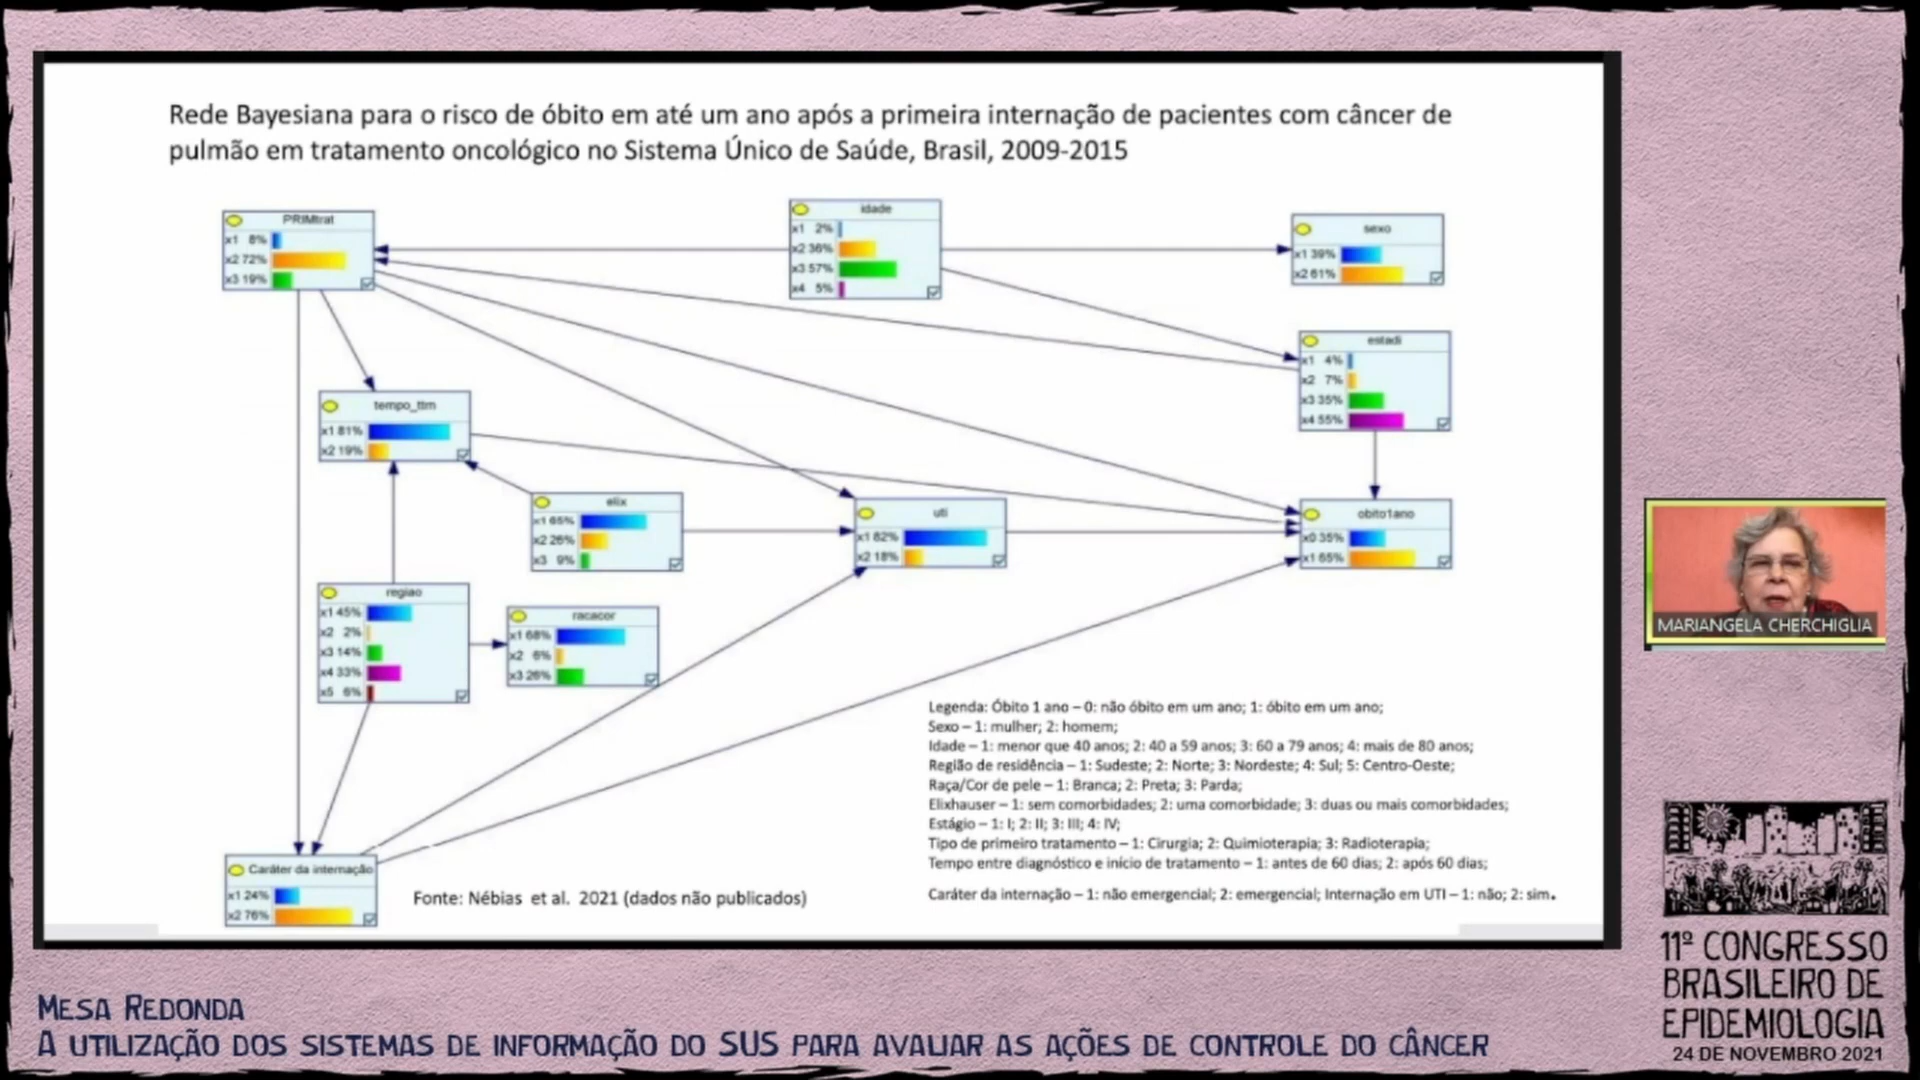 Rede Bayesiana para o risco de óbito em até um ano após a primeira internação de pacientes com câncer de
pulmão em tratamento oncológico no Sistema Único de Saúde, Brasil, 2009-2015
PRIMtrat
x1 8%
x2 72%
x3 19%
idade
x1 2%
x2 36%
x3 57%
x4 5%
sexo
x1 39%
x2 61%
estadi
x1 4%
x2 7%
x3 35%
x4 55%
tempo_ttm
x1 81%
x2 19%
elix
x1 65%
x2 26%
x3 9%
uti
x1 82%
x2 18%
obito1ano
x0 35%
x1 65%
regiao
x1 45%
x2 2%
x3 14%
x4 33%
x5 6%
racacor
x1 68%
x2 6%
x3 26%
Caráter da internação
x1 24%
x2 76%
Legenda: Óbito 1 ano – 0: não óbito em um ano; 1: óbito em um ano;
Sexo – 1: mulher; 2: homem;
Idade – 1: menor que 40 anos; 2: 40 a 59 anos; 3: 60 a 79 anos; 4: mais de 80 anos;
Região de residência – 1: Sudeste; 2: Norte; 3: Nordeste; 4: Sul; 5: Centro-Oeste;
Raça/Cor de pele – 1: Branca; 2: Preta; 3: Parda;
Elixhauser – 1: sem comorbidades; 2: uma comorbidade; 3: duas ou mais comorbidades;
Estágio – 1: I; 2: II; 3: III; 4: IV;
Tipo de primeiro tratamento – 1: Cirurgia; 2: Quimioterapia; 3: Radioterapia;
Tempo entre diagnóstico e início de tratamento – 1: antes de 60 dias; 2: após 60 dias;
Caráter da internação – 1: não emergencial; 2: emergencial; Internação em UTI – 1: não; 2: sim.
Fonte: Nébias et al. 2021 (dados não publicados)
MARIANGELA CHERCHIGLIA
11º CONGRESSO
BRASILEIRO DE
EPIDEMIOLOGIA
24 DE NOVEMBRO 2021
MESA REDONDA
A UTILIZAÇÃO DOS SISTEMAS DE INFORMAÇÃO DO SUS PARA AVALIAR AS AÇÕES DE CONTROLE DO CÂNCER